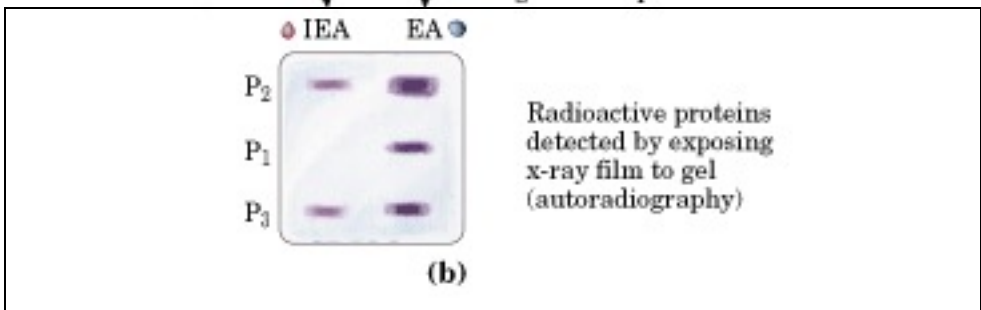 IEA EA
P₂
P₁
P₃
Radioactive proteins
detected by exposing
x-ray film to gel
(autoradiography)
(b)